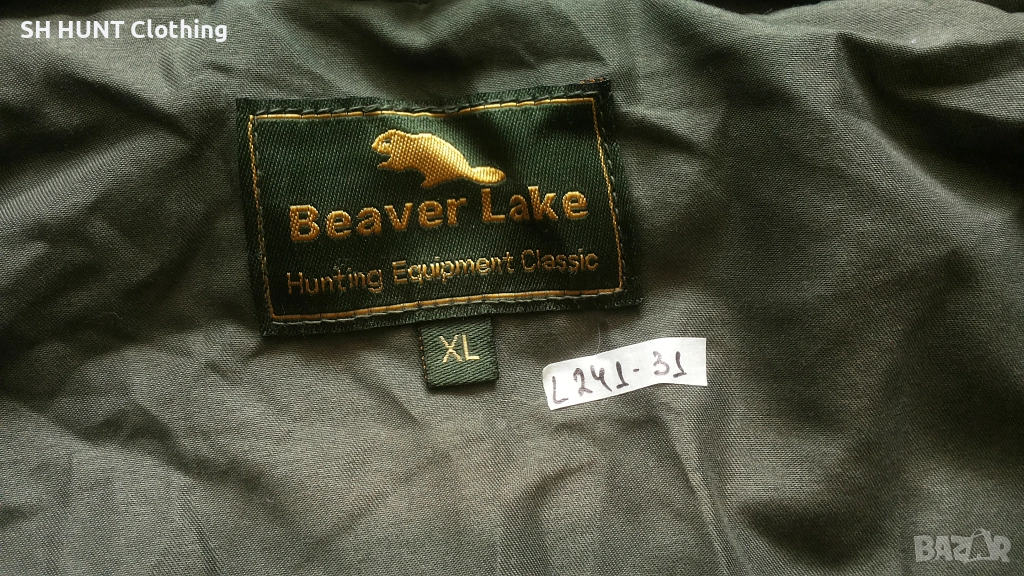 SH HUNT Clothing
Beaver Lake
Hunting Equipment Classic
XL
L241-31
BAZAR